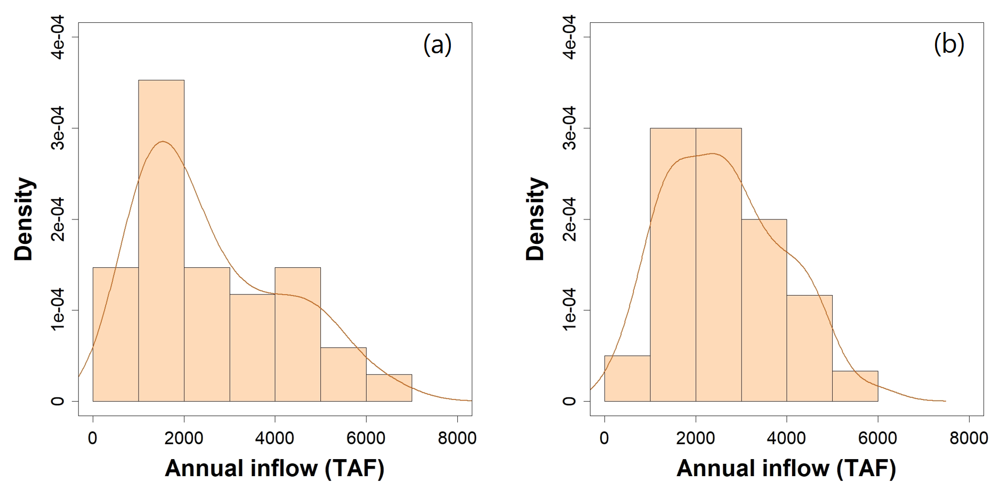 (a)
Density
4e-04
3e-04
2e-04
1e-04
0
0 2000 4000 6000 8000
Annual inflow (TAF)
(b)
Density
4e-04
3e-04
2e-04
1e-04
0
0 2000 4000 6000 8000
Annual inflow (TAF)